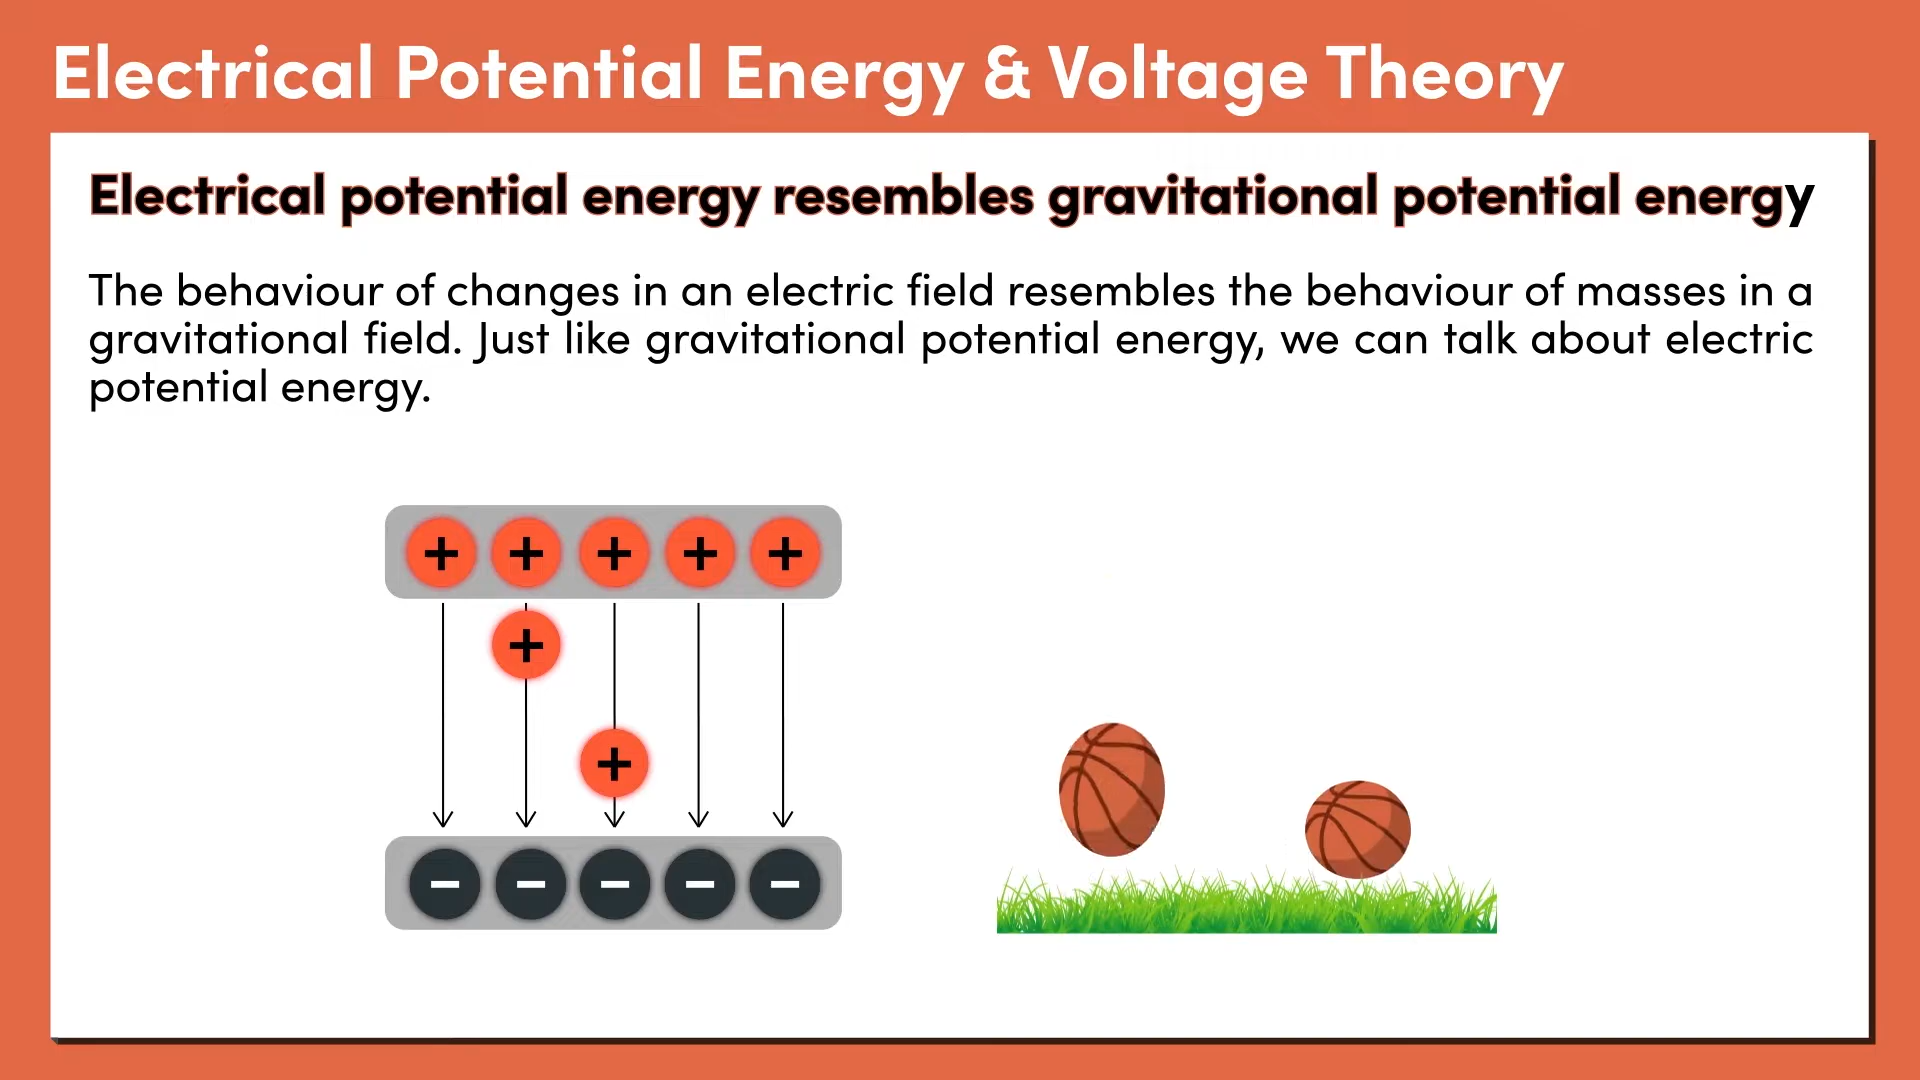 Electrical Potential Energy & Voltage Theory
Electrical potential energy resembles gravitational potential energy
The behaviour of changes in an electric field resembles the behaviour of masses in a
gravitational field. Just like gravitational potential energy, we can talk about electric
potential energy.
+ + + + +
+
+
− − − − −